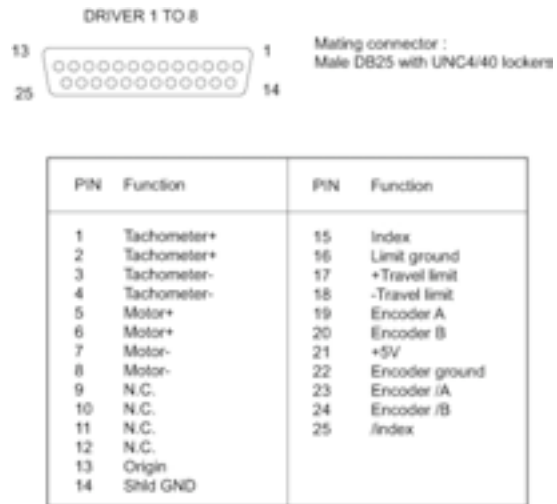 DRIVER 1 TO 8
13
1
Mating connector :
Male DB25 with UNC4/40 lockers
25
14
PIN Function
1 Tachometer+
2 Tachometer+
3 Tachometer-
4 Tachometer-
5 Motor+
6 Motor+
7 Motor-
8 Motor-
9 N.C.
10 N.C.
11 N.C.
12 N.C.
13 Origin
14 Shld GND
PIN Function
15 Index
16 Limit ground
17 +Travel limit
18 -Travel limit
19 Encoder A
20 Encoder B
21 +5V
22 Encoder ground
23 Encoder /A
24 Encoder /B
25 /Index